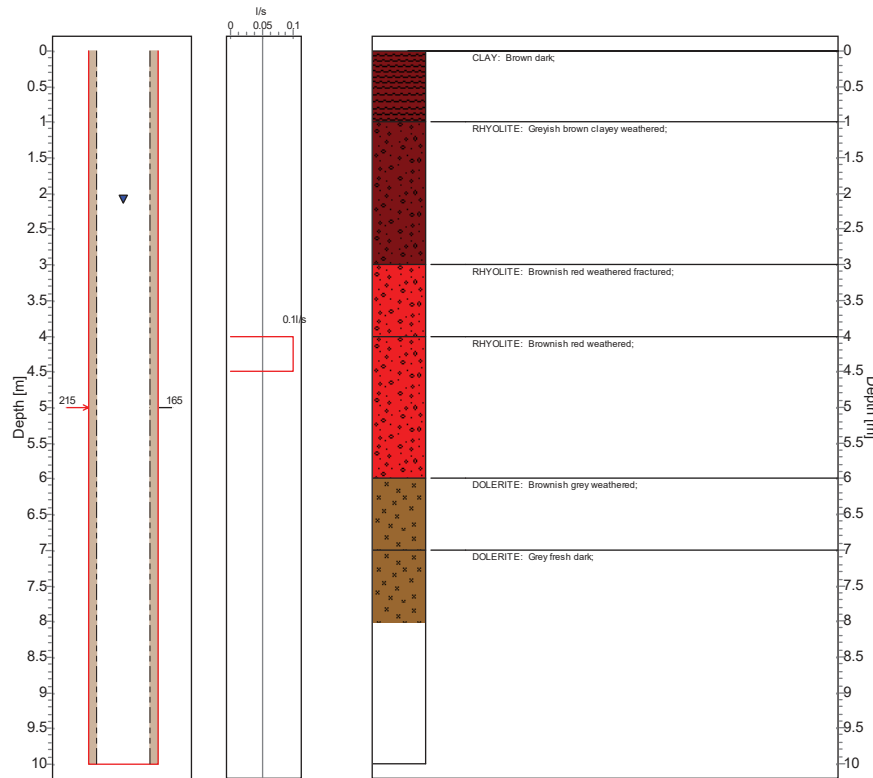 l/s
0 0.05 0.1
0 0
CLAY: Brown dark;
0.5 0.5
1 1
RHYOLITE: Greyish brown clayey weathered;
1.5 1.5
2 2
2.5 2.5
3 3
RHYOLITE: Brownish red weathered fractured;
3.5 3.5
0.1l/s
4 4
RHYOLITE: Brownish red weathered;
4.5 4.5
215 165
5 5
Depth [m] Depth [m]
5.5 5.5
6 6
DOLERITE: Brownish grey weathered;
6.5 6.5
7 7
DOLERITE: Grey fresh dark;
7.5 7.5
8 8
8.5 8.5
9 9
9.5 9.5
10 10